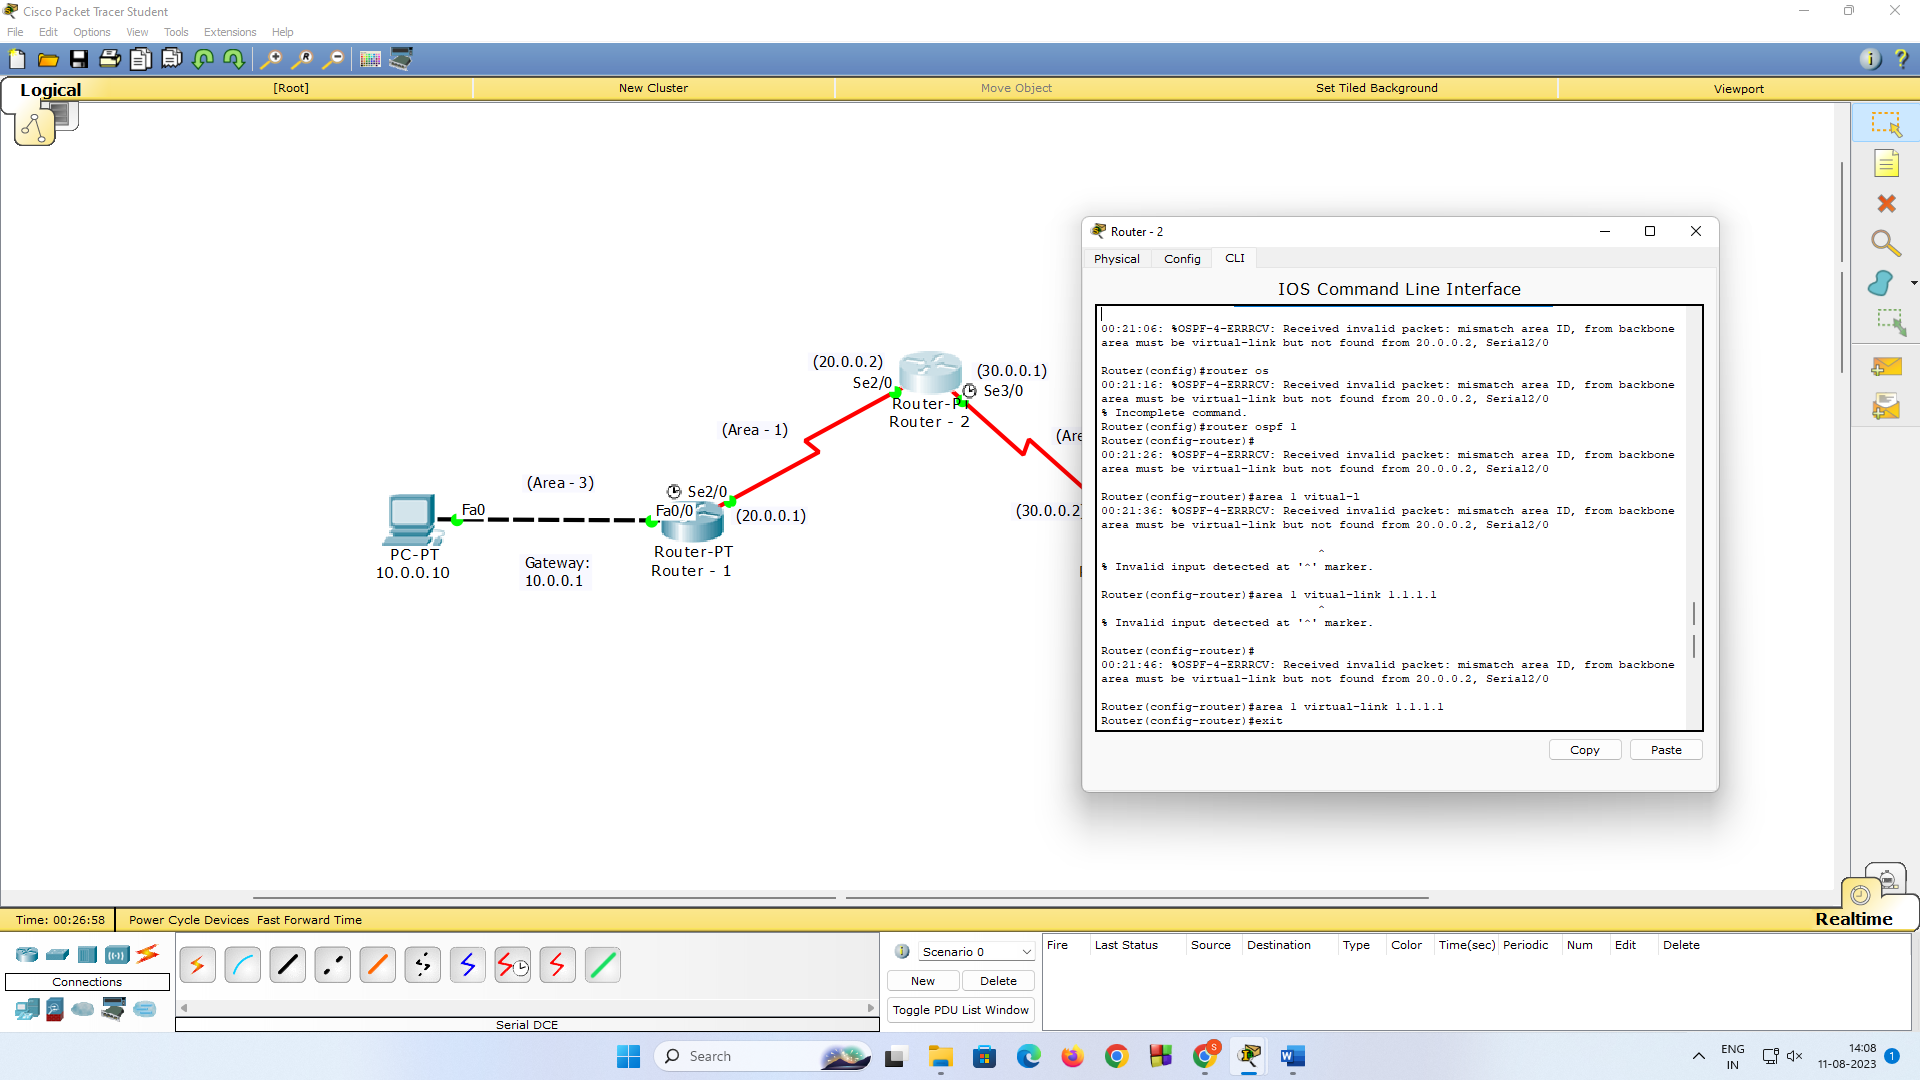 Cisco Packet Tracer Student
File Edit Options View Tools Extensions Help
Logical [Root] New Cluster Move Object Set Tiled Background Viewport
(20.0.0.2)
Se2/0
(30.0.0.1)
Se3/0
Router-PT
Router - 2
(Area - 1)
(Are
(Area - 3)
Se2/0
Fa0
Fa0/0
(20.0.0.1)
(30.0.0.2)
PC-PT
10.0.0.10
Gateway:
10.0.0.1
Router-PT
Router - 1
Router - 2
Physical Config CLI
IOS Command Line Interface
00:21:06: %OSPF-4-ERRRCV: Received invalid packet: mismatch area ID, from backbone
area must be virtual-link but not found from 20.0.0.2, Serial2/0
Router(config)#router os
00:21:16: %OSPF-4-ERRRCV: Received invalid packet: mismatch area ID, from backbone
area must be virtual-link but not found from 20.0.0.2, Serial2/0
% Incomplete command.
Router(config)#router ospf 1
Router(config-router)#
00:21:26: %OSPF-4-ERRRCV: Received invalid packet: mismatch area ID, from backbone
area must be virtual-link but not found from 20.0.0.2, Serial2/0
Router(config-router)#area 1 vitual-l
00:21:36: %OSPF-4-ERRRCV: Received invalid packet: mismatch area ID, from backbone
area must be virtual-link but not found from 20.0.0.2, Serial2/0
^
% Invalid input detected at '^' marker.
Router(config-router)#area 1 vitual-link 1.1.1.1
^
% Invalid input detected at '^' marker.
Router(config-router)#
00:21:46: %OSPF-4-ERRRCV: Received invalid packet: mismatch area ID, from backbone
area must be virtual-link but not found from 20.0.0.2, Serial2/0
Router(config-router)#area 1 virtual-link 1.1.1.1
Router(config-router)#exit
Copy Paste
Time: 00:26:58 Power Cycle Devices Fast Forward Time
Realtime
Connections
Serial DCE
Scenario 0
New Delete
Toggle PDU List Window
Fire Last Status Source Destination Type Color Time(sec) Periodic Num Edit Delete
Search
ENG
IN
14:08
11-08-2023
1